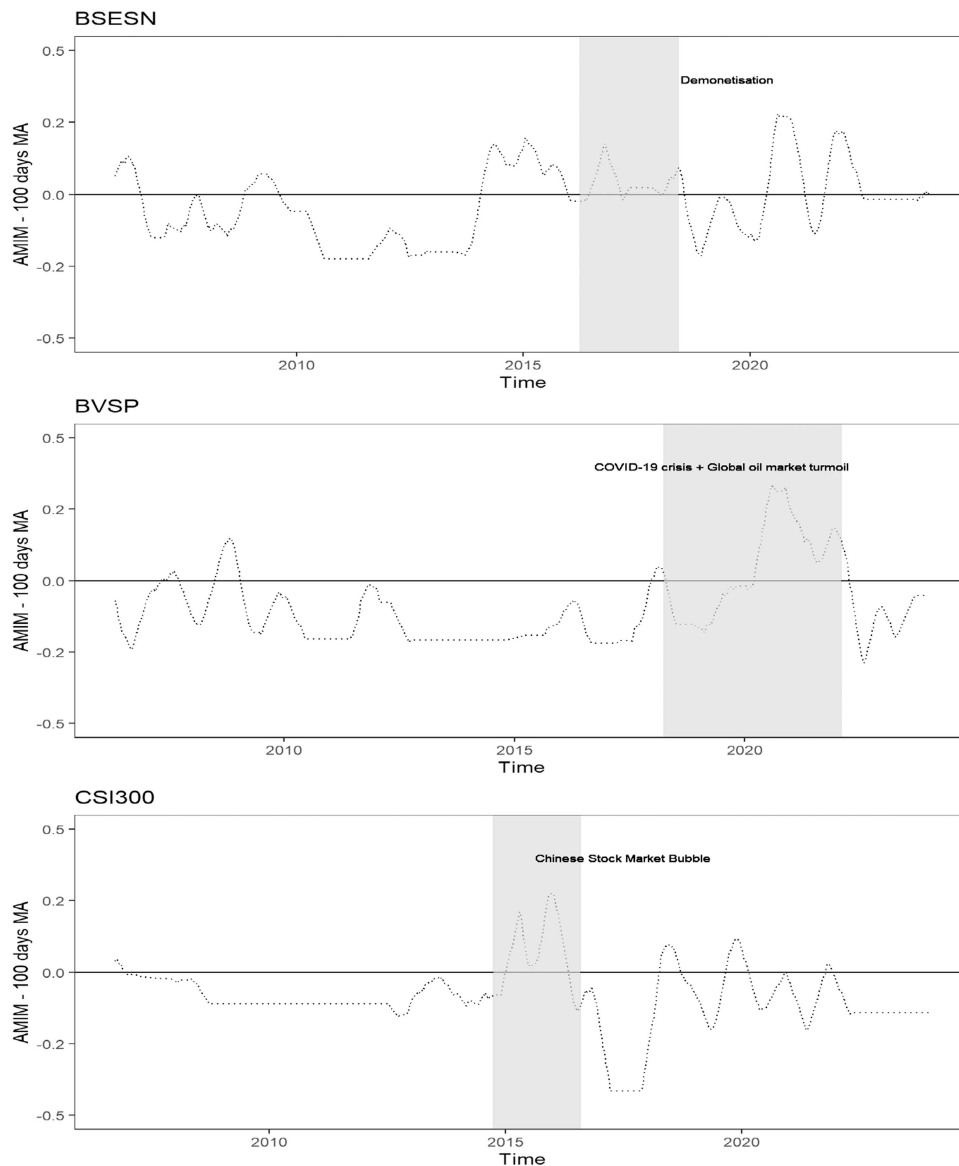 BSESN
0.5
Demonetisation
0.2
0.0
-0.2
-0.5
AMIM - 100 days MA
2010 2015 2020
Time
BVSP
0.5
COVID-19 crisis + Global oil market turmoil
0.2
0.0
-0.2
-0.5
AMIM - 100 days MA
2010 2015 2020
Time
CSI300
0.5
Chinese Stock Market Bubble
0.2
0.0
-0.2
-0.5
AMIM - 100 days MA
2010 2015 2020
Time